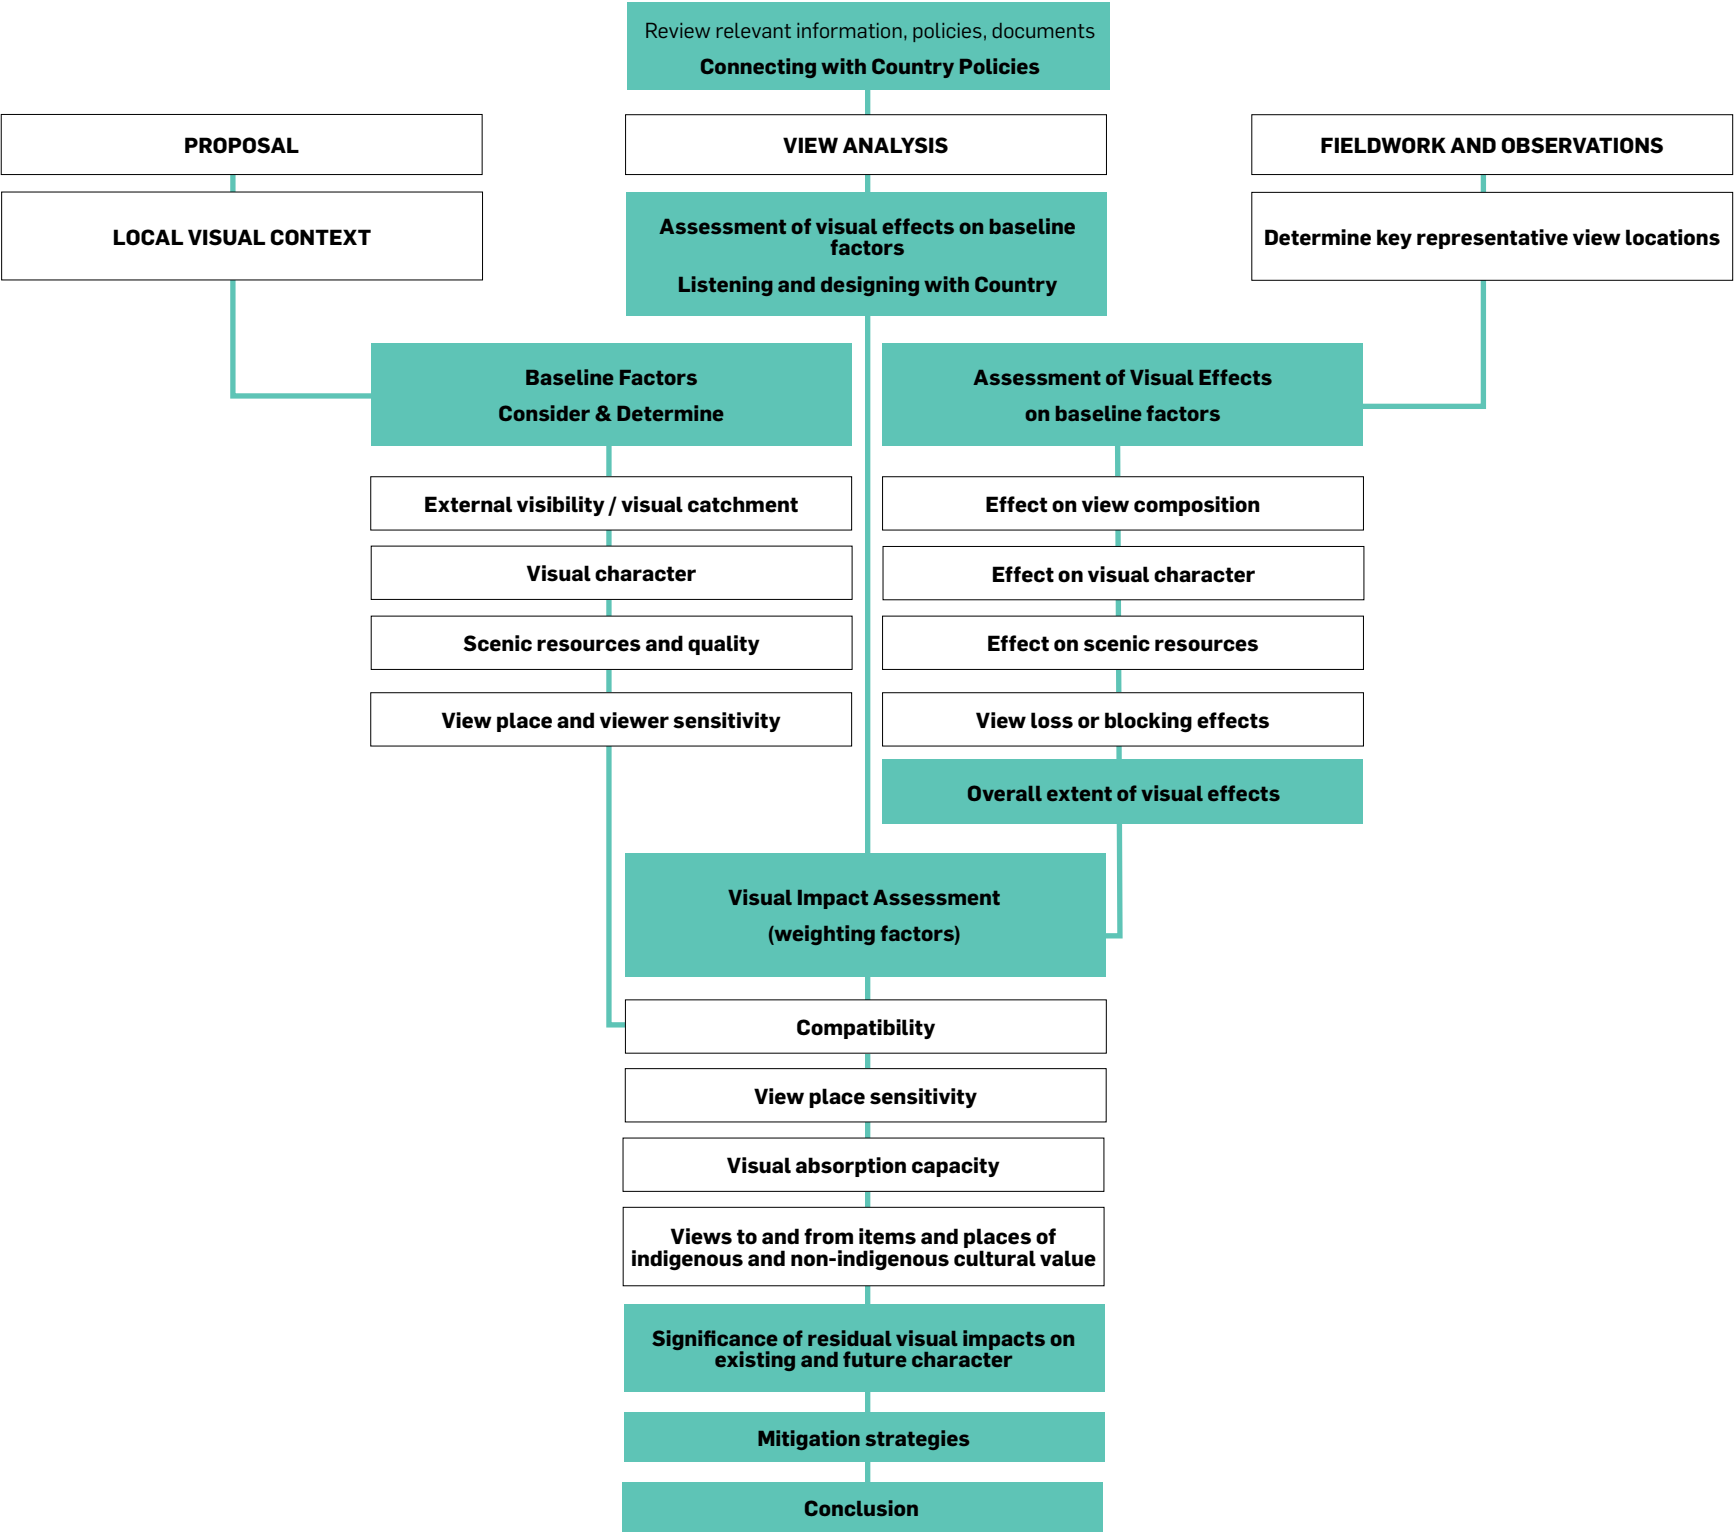 Review relevant information, policies, documents
Connecting with Country Policies
PROPOSAL
VIEW ANALYSIS
FIELDWORK AND OBSERVATIONS
LOCAL VISUAL CONTEXT
Assessment of visual effects on baseline
factors
Listening and designing with Country
Determine key representative view locations
Baseline Factors
Consider & Determine
Assessment of Visual Effects
on baseline factors
External visibility / visual catchment
Effect on view composition
Visual character
Effect on visual character
Scenic resources and quality
Effect on scenic resources
View place and viewer sensitivity
View loss or blocking effects
Overall extent of visual effects
Visual Impact Assessment
(weighting factors)
Compatibility
View place sensitivity
Visual absorption capacity
Views to and from items and places of
indigenous and non-indigenous cultural value
Significance of residual visual impacts on
existing and future character
Mitigation strategies
Conclusion